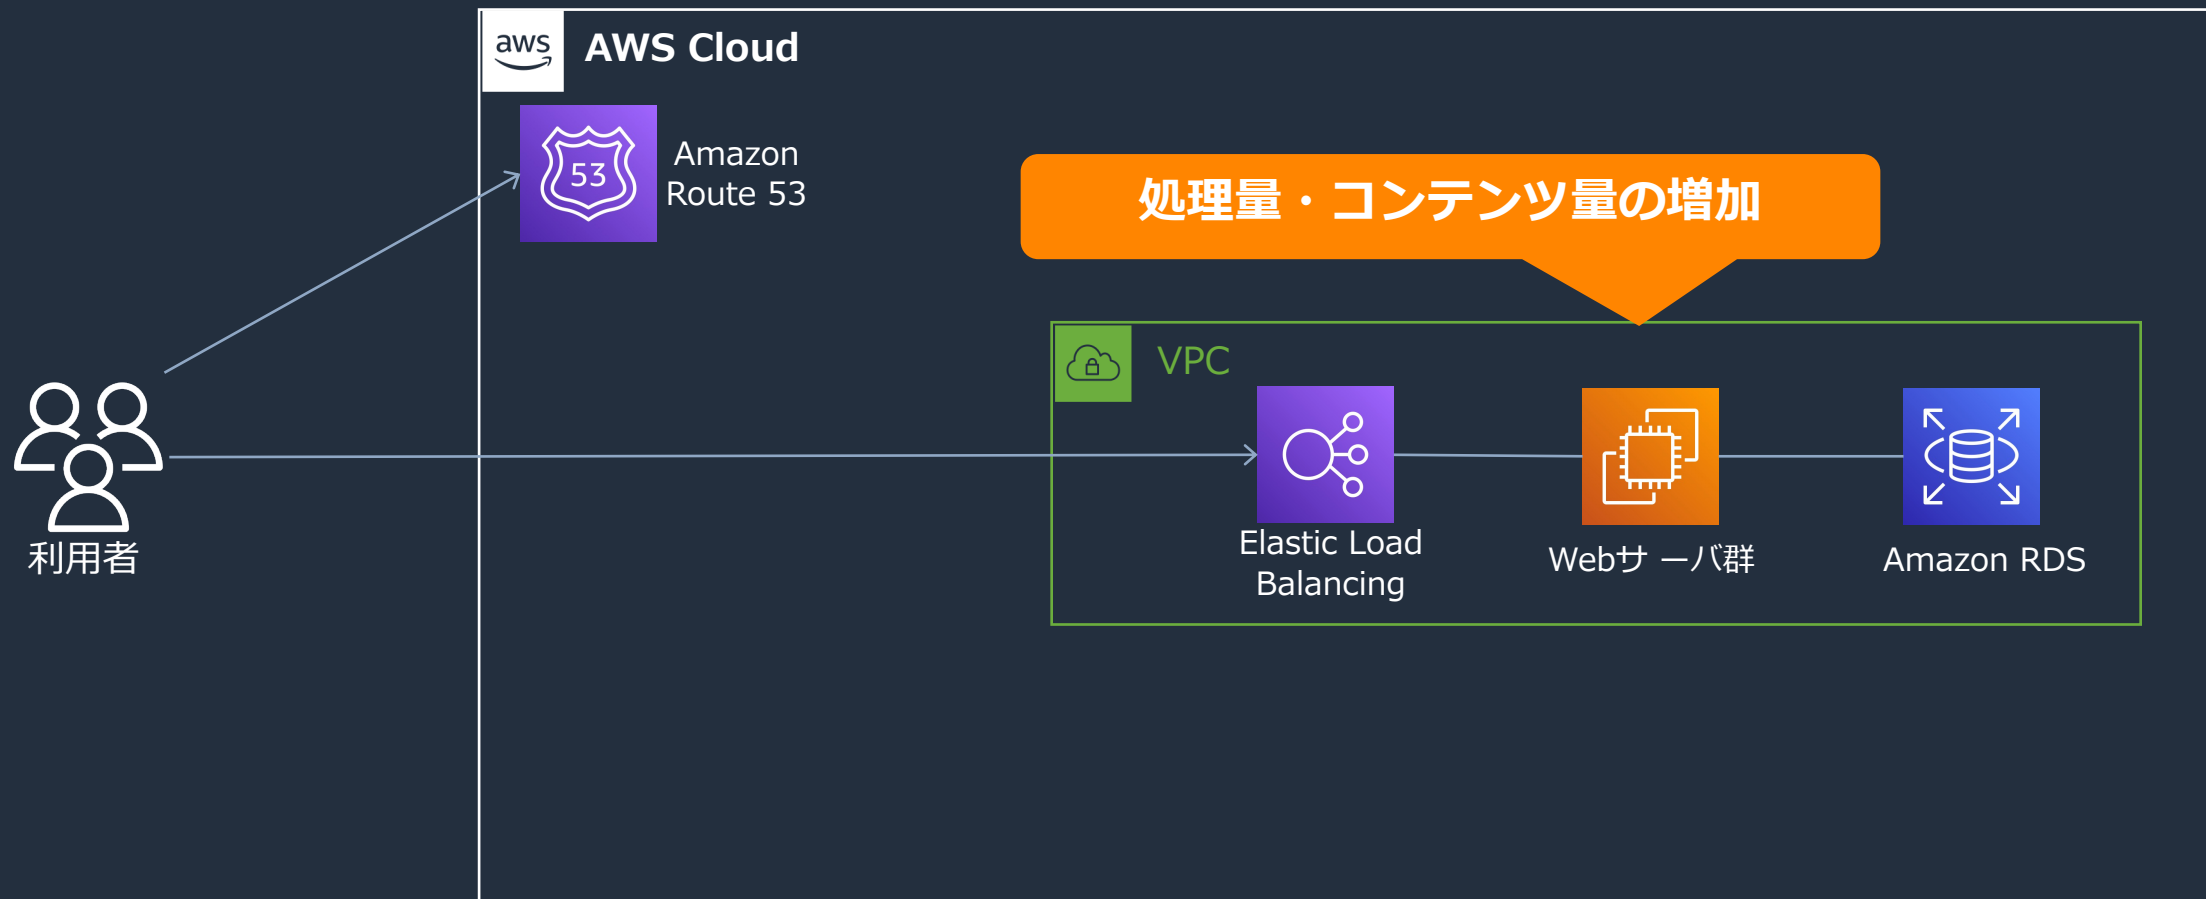 aws
AWS Cloud
53
Amazon
Route 53
処理量・コンテンツ量の増加
VPC
利用者
Elastic Load
Balancing
Webサーバ群
Amazon RDS